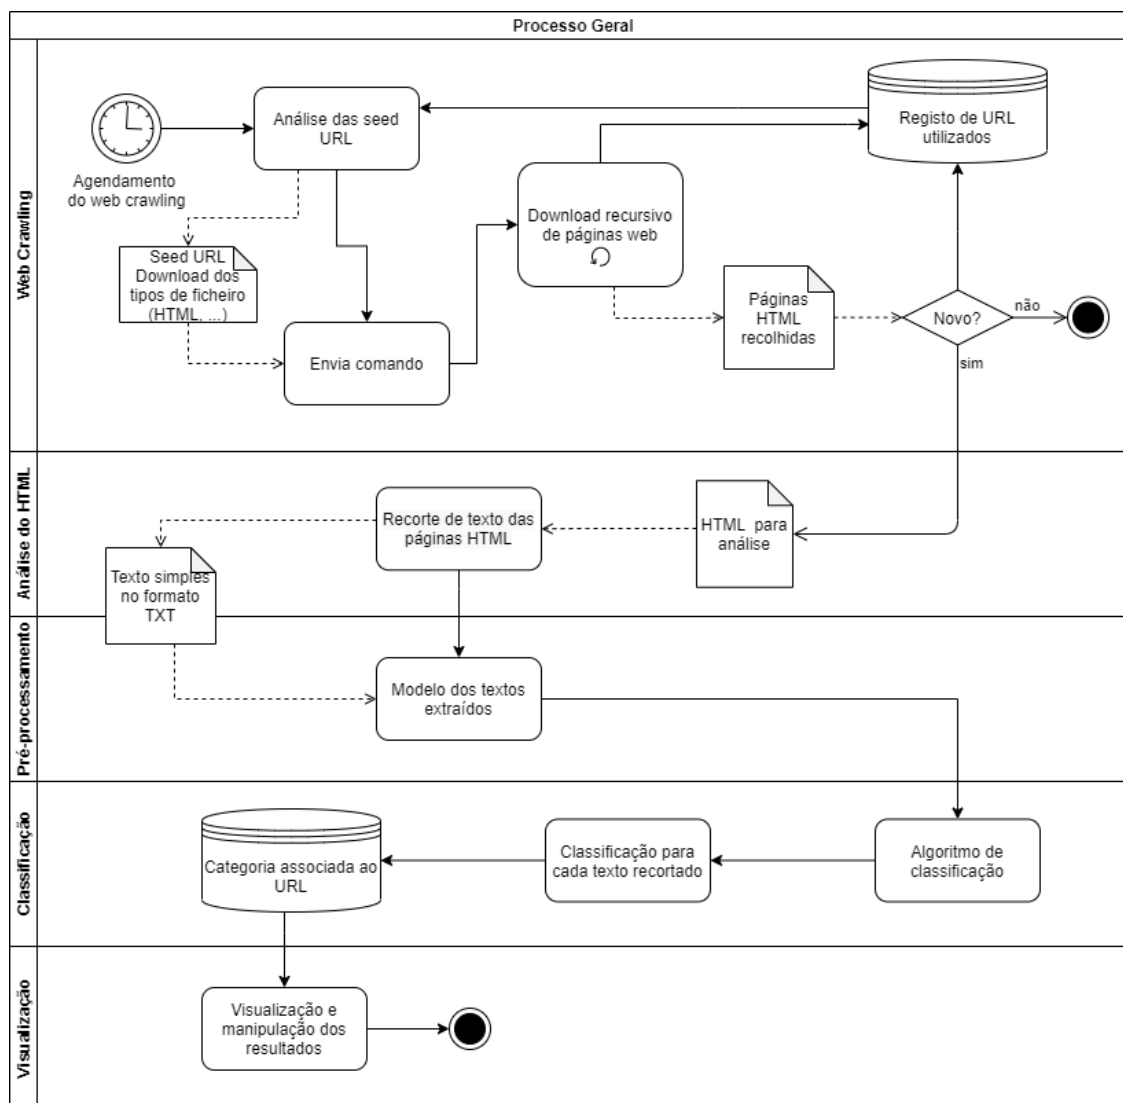 Processo Geral
Web Crawling
Agendamento
do web crawling
Análise das seed
URL
Registo de URL
utilizados
Seed URL
Download dos
tipos de ficheiro
(HTML, ...)
Envia comando
Download recursivo
de páginas web
Páginas
HTML
recolhidas
Novo?
não
sim
Análise do HTML
HTML para
análise
Recorte de texto das
páginas HTML
Texto simples
no formato
TXT
Pré-processamento
Modelo dos textos
extraídos
Classificação
Algoritmo de
classificação
Classificação para
cada texto recortado
Categoria associada ao
URL
Visualização
Visualização e
manipulação dos
resultados